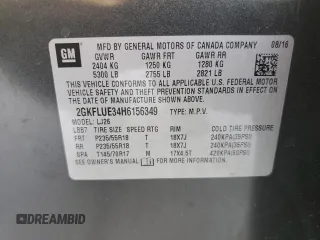 GM
MFD BY GENERAL MOTORS OF CANADA COMPANY 08/16
GVWR GAWR FRT GAWR RR
2404 KG 1250 KG 1280 KG
5300 LB 2755 LB 2821 LB
THIS VEHICLE CONFORMS TO ALL APPLICABLE U.S. FEDERAL MOTOR
VEHICLE SAFETY STANDARDS IN EFFECT ON THE DATE OF
MANUFACTURE SHOWN ABOVE.
2GKFLUE34H6156349 TYPE: M.P.V.
MODEL: LJ26
TIRE SIZE SPEED RTG RIM COLD TIRE PRESSURE
FRT P235/55R18 T 18X7J 240KPA(35PSI)
RR P235/55R18 T 18X7J 240KPA(35PSI)
SPA T145/70R17 M 17X4.5T 420KPA(60PSI)
SEE OWNER'S MANUAL FOR MORE INFORMATION.